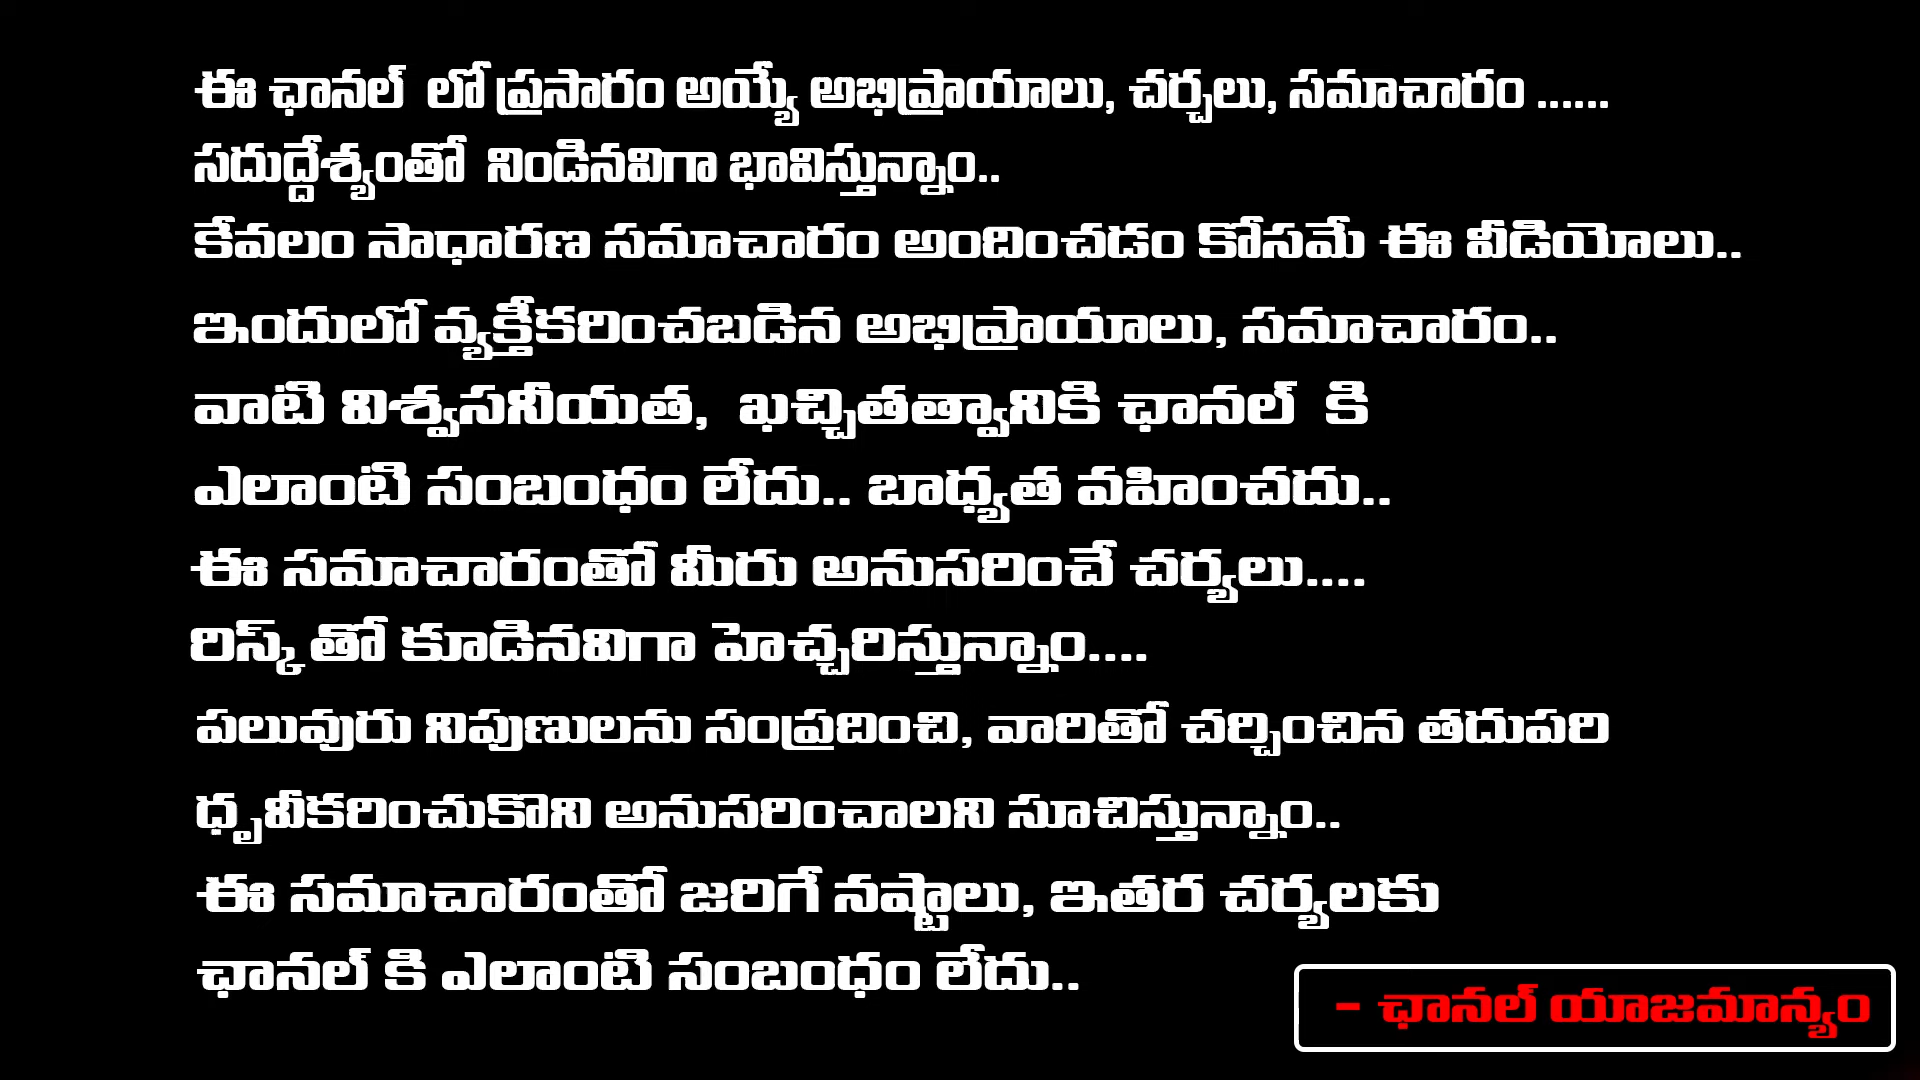 ఈ ఛానల్ లో ప్రసారం అయ్యే అభిప్రాయాలు, చర్చలు, సమాచారం ......
సదుద్దేశ్యంతో నిండినవిగా భావిస్తున్నాం..
కేవలం సాధారణ సమాచారం అందించడం కోసమే ఈ వీడియోలు..
ఇందులో వ్యక్తీకరించబడిన అభిప్రాయాలు, సమాచారం..
వాటి విశ్వసనీయత, ఖచ్చితత్వానికి ఛానల్ కి
ఎలాంటి సంబంధం లేదు.. బాధ్యత వహించదు..
ఈ సమాచారంతో మీరు అనుసరించే చర్యలు....
రిస్క్ తో కూడినవిగా హెచ్చరిస్తున్నాం....
పలువురు నిపుణులను సంప్రదించి, వారితో చర్చించిన తదుపరి
ధృవీకరించుకొని అనుసరించాలని సూచిస్తున్నాం..
ఈ సమాచారంతో జరిగే నష్టాలు, ఇతర చర్యలకు
ఛానల్ కి ఎలాంటి సంబంధం లేదు..
- ఛానల్ యాజమాన్యం